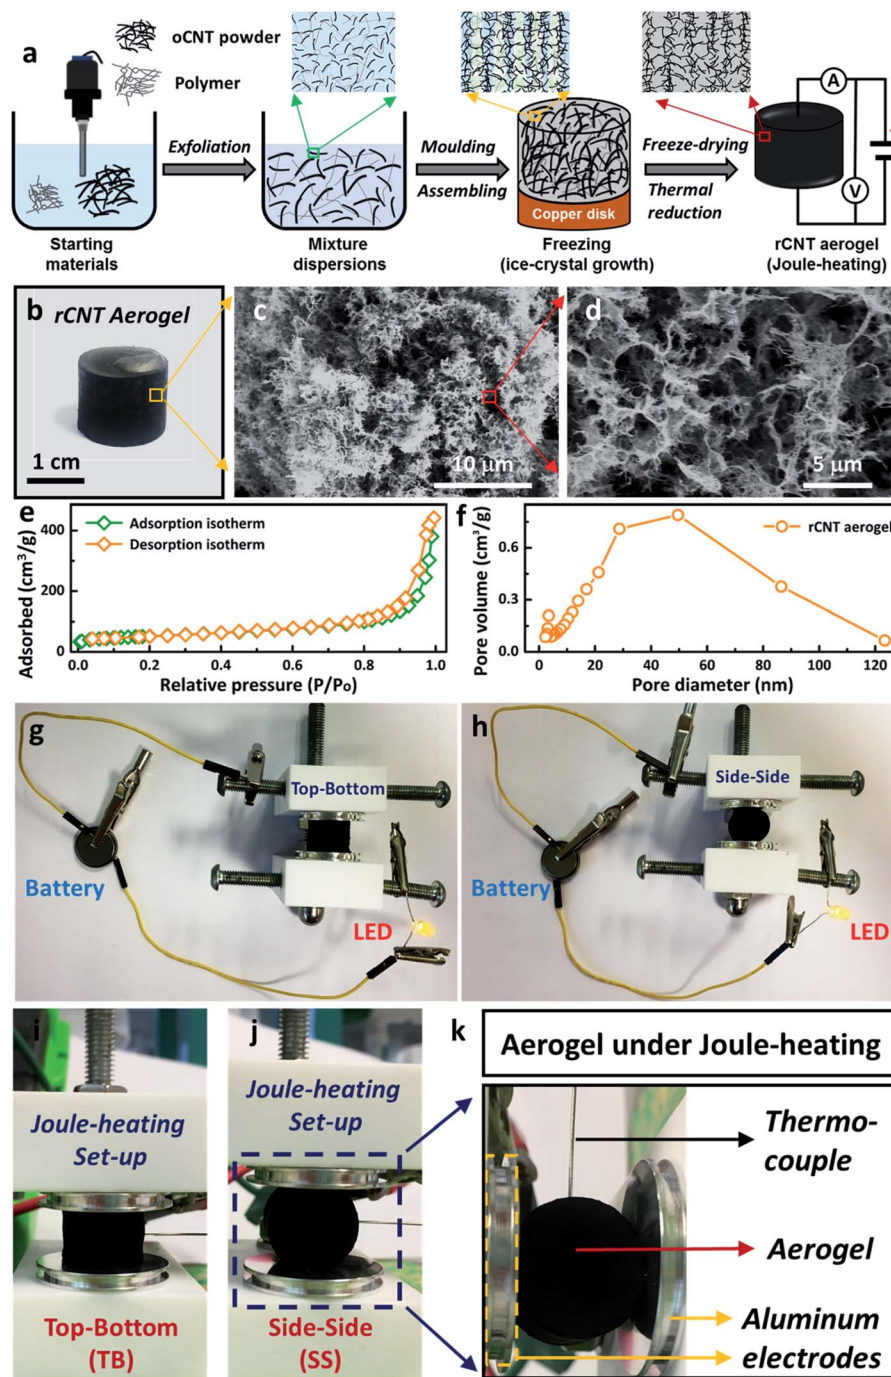 a
oCNT powder
Polymer
Exfoliation
Moulding
Assembling
Freeze-drying
Thermal
reduction
A
V
Copper disk
Starting
materials
Mixture
dispersions
Freezing
(ice-crystal growth)
rCNT aerogel
(Joule-heating)
b
rCNT Aerogel
1 cm
c
10 μm
d
5 μm
e
Adsorption isotherm
Desorption isotherm
Adsorbed (cm³/g)
400
200
0
0.0 0.2 0.4 0.6 0.8 1.0
Relative pressure (P/Po)
f
rCNT aerogel
Pore volume (cm³/g)
0.6
0.3
0.0
0 20 40 60 80 100 120
Pore diameter (nm)
g
Top-Bottom
Battery
LED
h
Side-Side
Battery
LED
i
Joule-heating
Set-up
Top-Bottom
(TB)
j
Joule-heating
Set-up
Side-Side
(SS)
k
Aerogel under Joule-heating
Thermo-
couple
Aerogel
Aluminum
electrodes